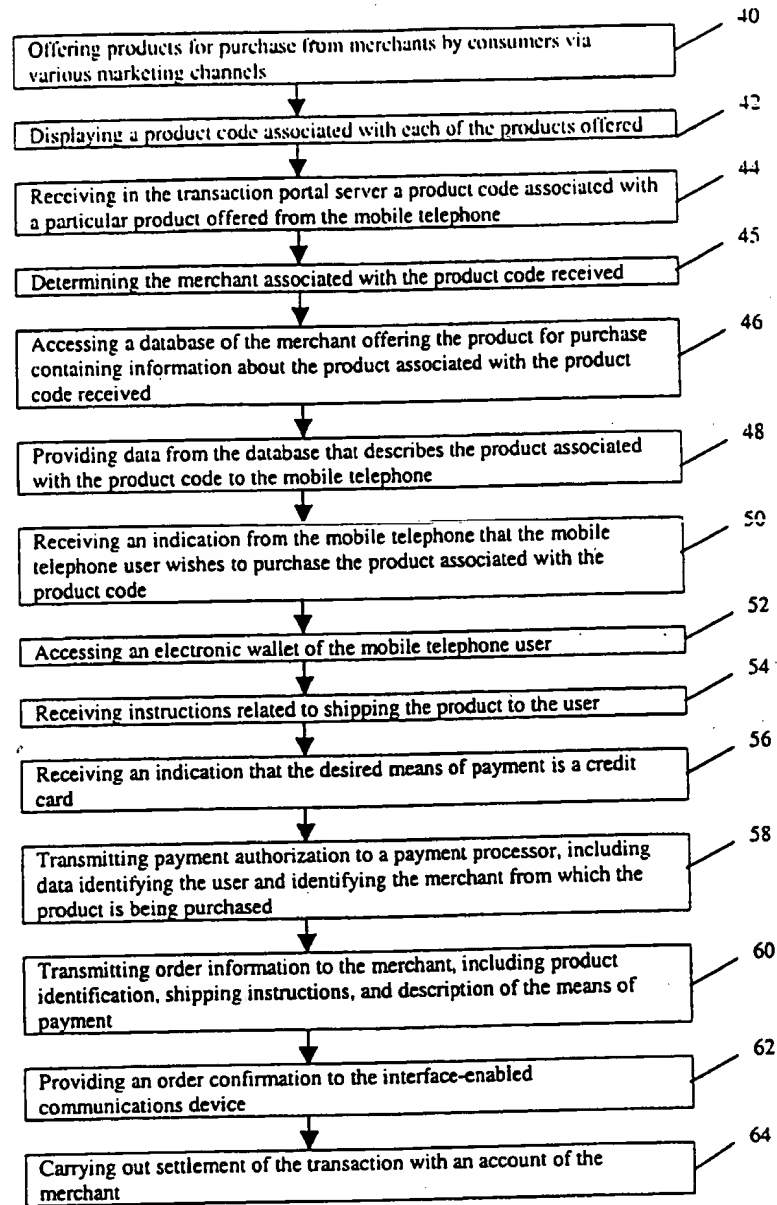 40
Offering products for purchase from merchants by consumers via
various marketing channels
42
Displaying a product code associated with each of the products offered
44
Receiving in the transaction portal server a product code associated with
a particular product offered from the mobile telephone
45
Determining the merchant associated with the product code received
46
Accessing a database of the merchant offering the product for purchase
containing information about the product associated with the product
code received
48
Providing data from the database that describes the product associated
with the product code to the mobile telephone
50
Receiving an indication from the mobile telephone that the mobile
telephone user wishes to purchase the product associated with the
product code
52
Accessing an electronic wallet of the mobile telephone user
54
Receiving instructions related to shipping the product to the user
56
Receiving an indication that the desired means of payment is a credit
card
58
Transmitting payment authorization to a payment processor, including
data identifying the user and identifying the merchant from which the
product is being purchased
60
Transmitting order information to the merchant, including product
identification, shipping instructions, and description of the means of
payment
62
Providing an order confirmation to the interface-enabled
communications device
64
Carrying out settlement of the transaction with an account of the
merchant